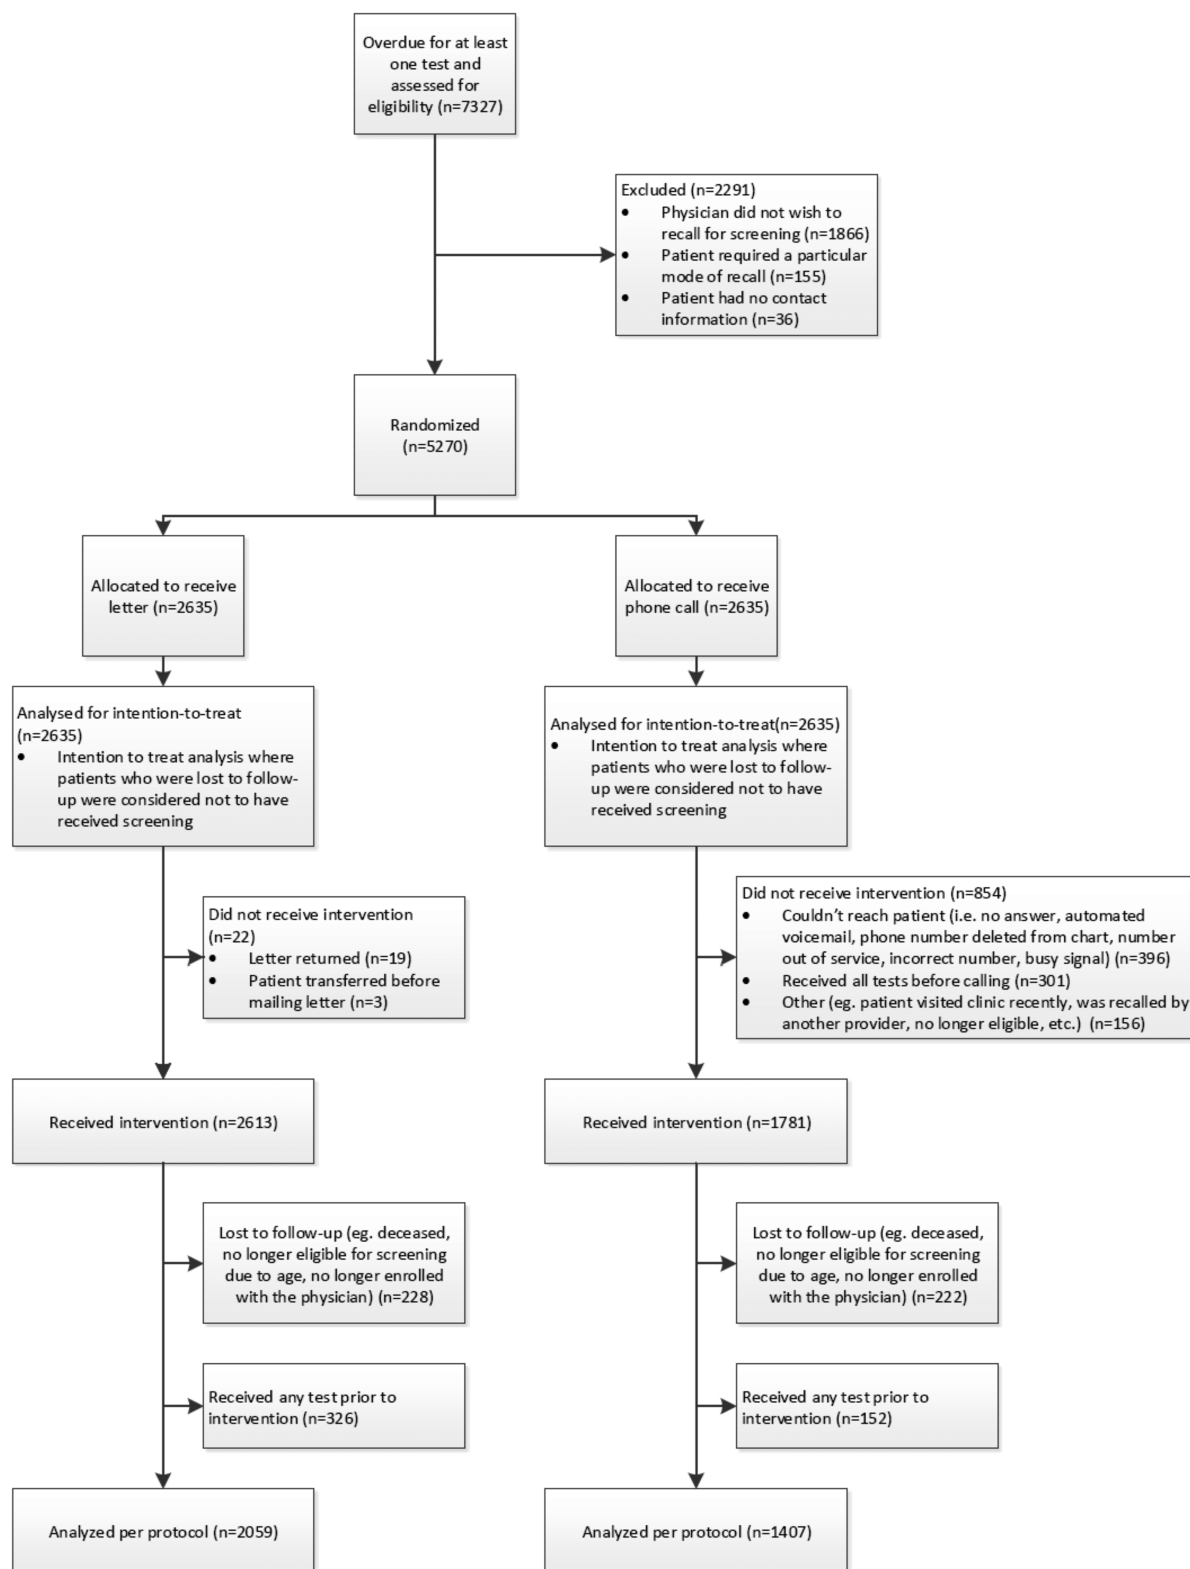 Overdue for at least
one test and
assessed for
eligibility (n=7327)
Excluded (n=2291)
• Physician did not wish to
recall for screening (n=1866)
• Patient required a particular
mode of recall (n=155)
• Patient had no contact
information (n=36)
Randomized
(n=5270)
Allocated to receive
letter (n=2635)
Allocated to receive
phone call (n=2635)
Analysed for intention-to-treat
(n=2635)
• Intention to treat analysis where
patients who were lost to follow-
up were considered not to have
received screening
Analysed for intention-to-treat(n=2635)
• Intention to treat analysis where
patients who were lost to follow-
up were considered not to have
received screening
Did not receive intervention
(n=22)
• Letter returned (n=19)
• Patient transferred before
mailing letter (n=3)
Did not receive intervention (n=854)
• Couldn’t reach patient (i.e. no answer, automated
voicemail, phone number deleted from chart, number
out of service, incorrect number, busy signal) (n=396)
• Received all tests before calling (n=301)
• Other (eg. patient visited clinic recently, was recalled by
another provider, no longer eligible, etc.) (n=156)
Received intervention (n=2613)
Received intervention (n=1781)
Lost to follow-up (eg. deceased,
no longer eligible for screening
due to age, no longer enrolled
with the physician) (n=228)
Lost to follow-up (eg. deceased,
no longer eligible for screening
due to age, no longer enrolled
with the physician) (n=222)
Received any test prior to
intervention (n=326)
Received any test prior to
intervention (n=152)
Analyzed per protocol (n=2059)
Analyzed per protocol (n=1407)